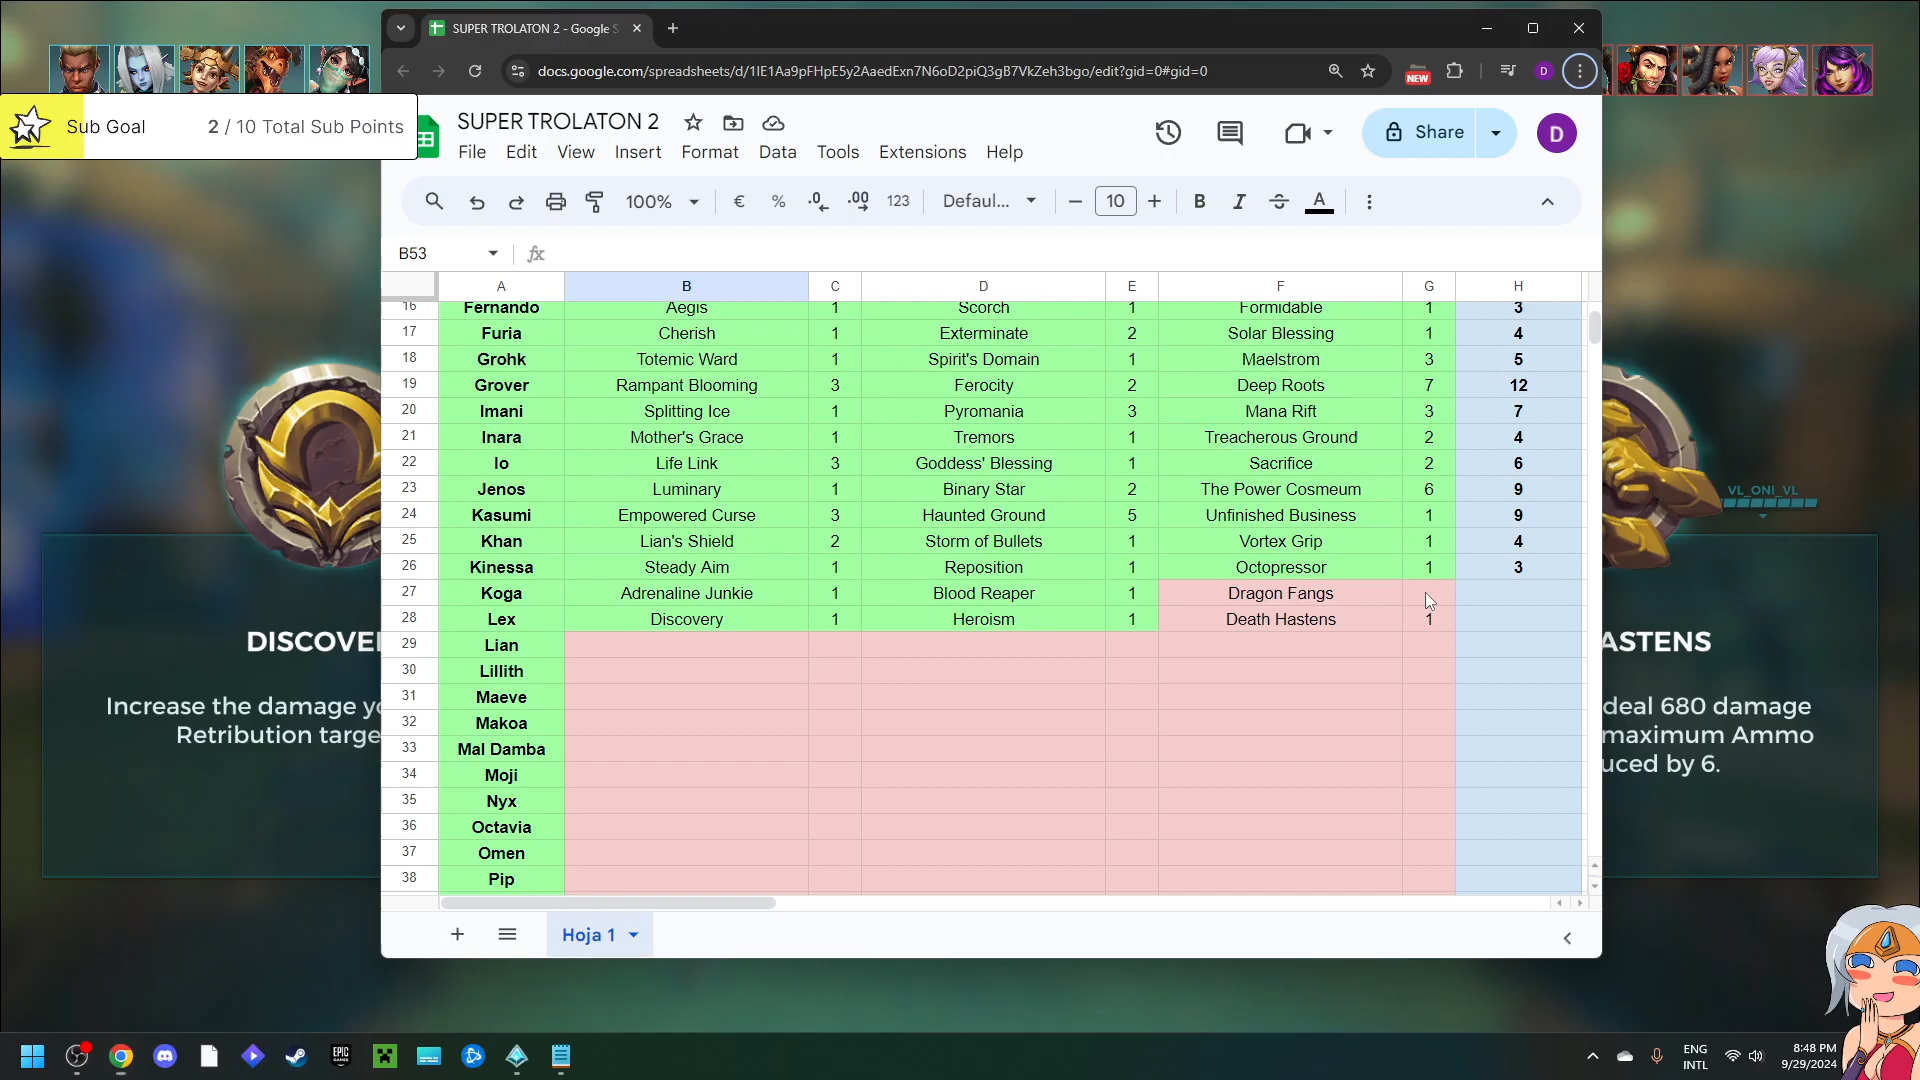 SUPER TROLATON 2 - Google S
docs.google.com/spreadsheets/d/1IE1Aa9pFHpE5y2AaedExn7N6oD2piQ3gB7VkZeh3bgo/edit?gid=0#gid=0
NEW
D
Sub Goal 2 / 10 Total Sub Points
SUPER TROLATON 2
Share
D
File Edit View Insert Format Data Tools Extensions Help
100% € % .0 .00 123 Defaul... 10 B I S A
B53
fx
A B C D E F G H
16 Fernando Aegis 1 Scorch 1 Formidable 1 3
17 Furia Cherish 1 Exterminate 2 Solar Blessing 1 4
18 Grohk Totemic Ward 1 Spirit's Domain 1 Maelstrom 3 5
19 Grover Rampant Blooming 3 Ferocity 2 Deep Roots 7 12
20 Imani Splitting Ice 1 Pyromania 3 Mana Rift 3 7
21 Inara Mother's Grace 1 Tremors 1 Treacherous Ground 2 4
22 Io Life Link 3 Goddess' Blessing 1 Sacrifice 2 6
23 Jenos Luminary 1 Binary Star 2 The Power Cosmeum 6 9
24 Kasumi Empowered Curse 3 Haunted Ground 5 Unfinished Business 1 9
25 Khan Lian's Shield 2 Storm of Bullets 1 Vortex Grip 1 4
26 Kinessa Steady Aim 1 Reposition 1 Octopressor 1 3
27 Koga Adrenaline Junkie 1 Blood Reaper 1 Dragon Fangs
28 Lex Discovery 1 Heroism 1 Death Hastens 1
29 Lian
30 Lillith
31 Maeve
32 Makoa
33 Mal Damba
34 Moji
35 Nyx
36 Octavia
37 Omen
38 Pip
Hoja 1
VL_ONI_VL
DISCOVE
Increase the damage y
Retribution targe
ASTENS
deal 680 damage
maximum Ammo
uced by 6.
EPIC
GAMES
ENG
INTL
8:48 PM
9/29/2024